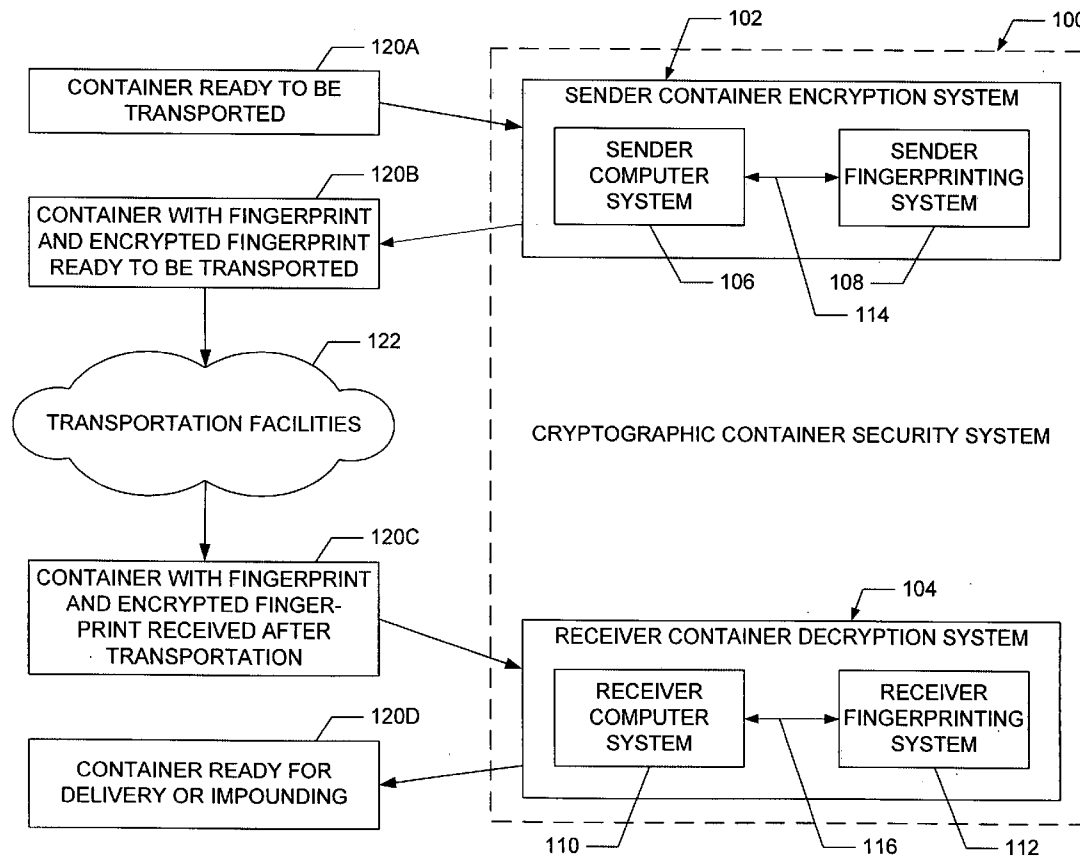 102
100
120A
CONTAINER READY TO BE
TRANSPORTED
SENDER CONTAINER ENCRYPTION SYSTEM
SENDER
COMPUTER
SYSTEM
SENDER
FINGERPRINTING
SYSTEM
120B
CONTAINER WITH FINGERPRINT
AND ENCRYPTED FINGERPRINT
READY TO BE TRANSPORTED
106
108
114
122
TRANSPORTATION FACILITIES
CRYPTOGRAPHIC CONTAINER SECURITY SYSTEM
120C
CONTAINER WITH FINGERPRINT
AND ENCRYPTED FINGER-
PRINT RECEIVED AFTER
TRANSPORTATION
104
RECEIVER CONTAINER DECRYPTION SYSTEM
RECEIVER
COMPUTER
SYSTEM
RECEIVER
FINGERPRINTING
SYSTEM
120D
CONTAINER READY FOR
DELIVERY OR IMPOUNDING
110
116
112